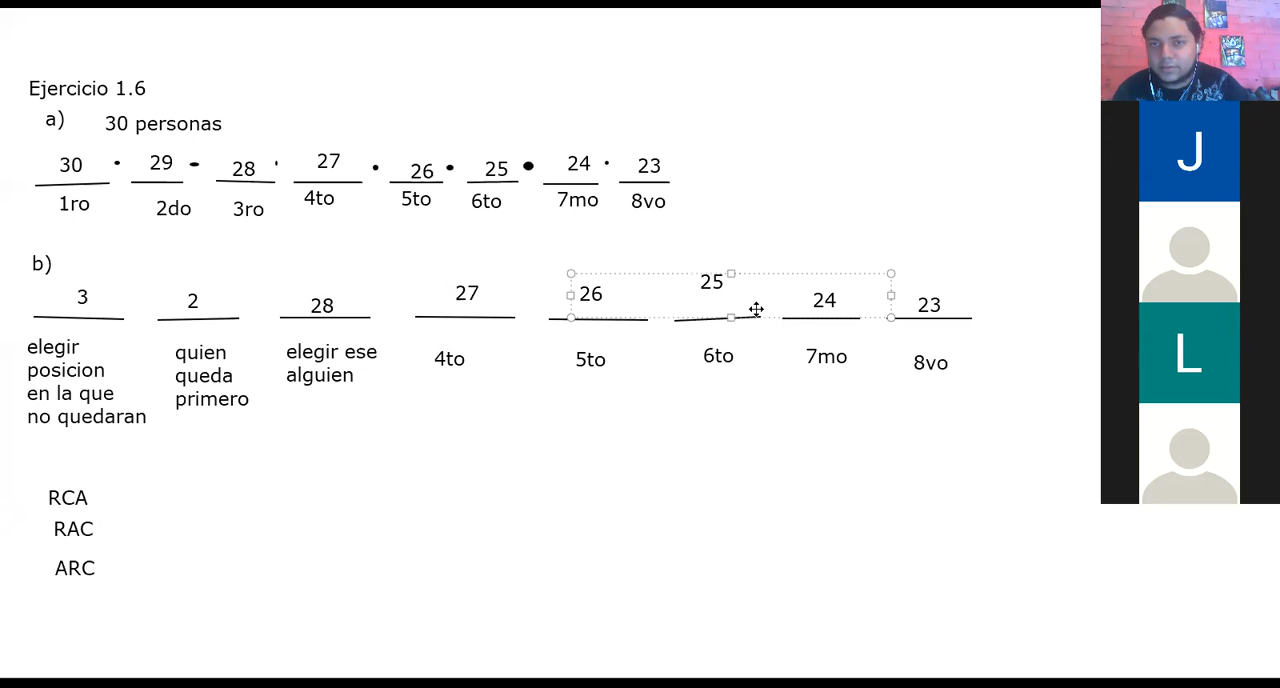 Ejercicio 1.6
a) 30 personas
30 · 29 · 28 · 27 · 26 · 25 · 24 · 23
1ro 2do 3ro 4to 5to 6to 7mo 8vo
b)
3 2 28 27 26 25 24 23
elegir
posicion
en la que
no quedaran
quien
queda
primero
elegir ese
alguien
4to 5to 6to 7mo 8vo
RCA
RAC
ARC
J
L